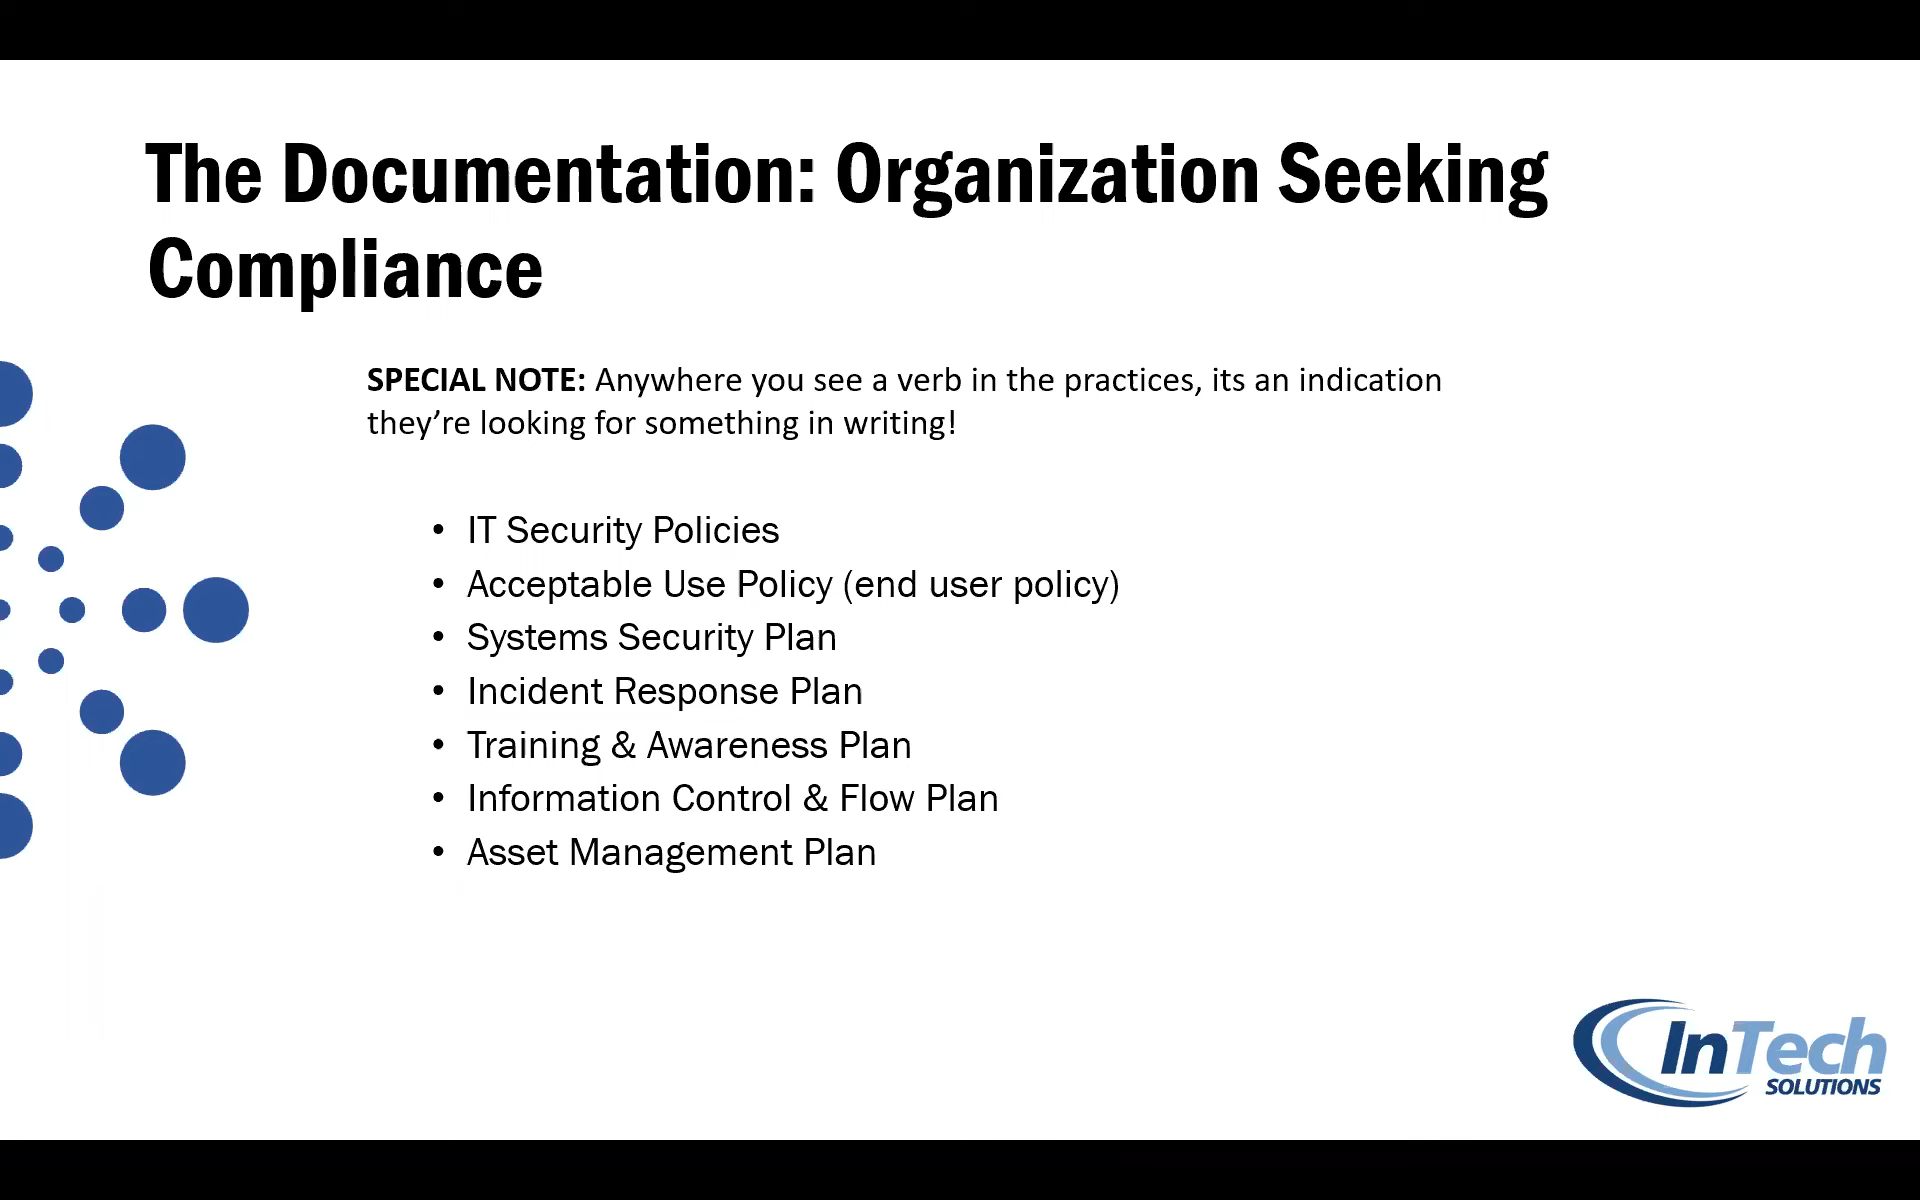 The Documentation: Organization Seeking
Compliance
SPECIAL NOTE: Anywhere you see a verb in the practices, its an indication
they’re looking for something in writing!
• IT Security Policies
• Acceptable Use Policy (end user policy)
• Systems Security Plan
• Incident Response Plan
• Training & Awareness Plan
• Information Control & Flow Plan
• Asset Management Plan
InTech
SOLUTIONS